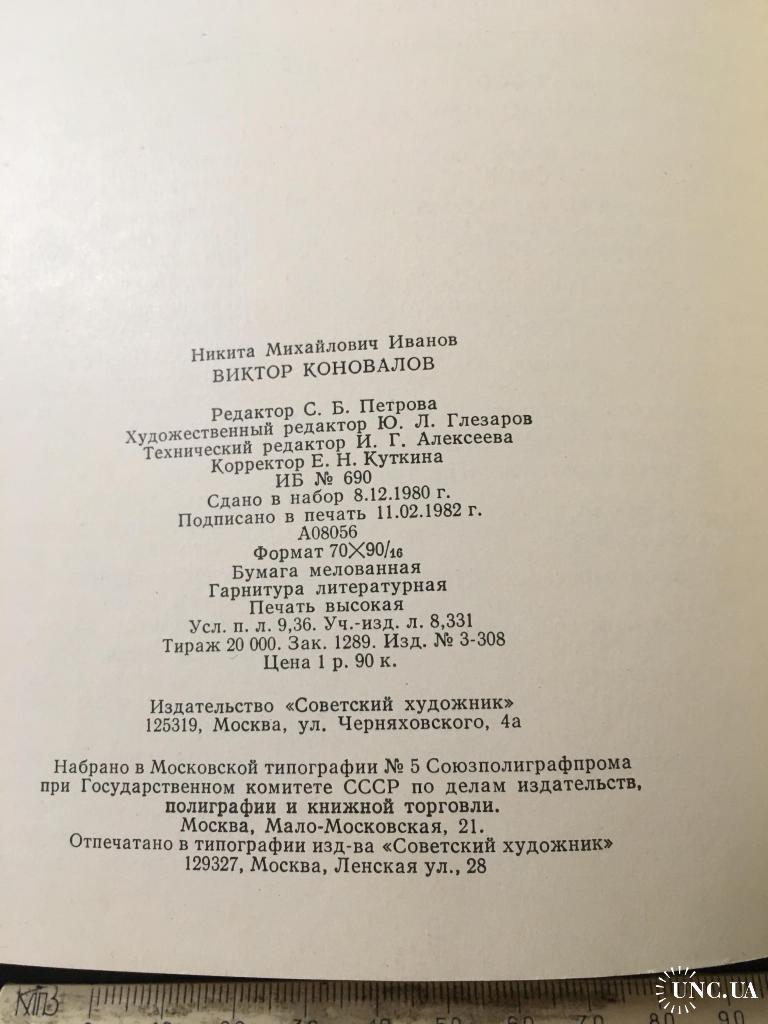 Никита Михайлович Иванов
ВИКТОР КОНОВАЛОВ
Редактор С. Б. Петрова
Художественный редактор Ю. Л. Глезаров
Технический редактор И. Г. Алексеева
Корректор Е. Н. Куткина
ИБ № 690
Сдано в набор 8.12.1980 г.
Подписано в печать 11.02.1982 г.
А08056
Формат 70×90/16
Бумага мелованная
Гарнитура литературная
Печать высокая
Усл. п. л. 9,36. Уч.-изд. л. 8,331
Тираж 20 000. Зак. 1289. Изд. № 3-308
Цена 1 р. 90 к.
Издательство «Советский художник»
125319, Москва, ул. Черняховского, 4а
Набрано в Московской типографии № 5 Союзполиграфпрома
при Государственном комитете СССР по делам издательств,
полиграфии и книжной торговли.
Москва, Мало-Московская, 21.
Отпечатано в типографии изд-ва «Советский художник»
129327, Москва, Ленская ул., 28
UNC.UA